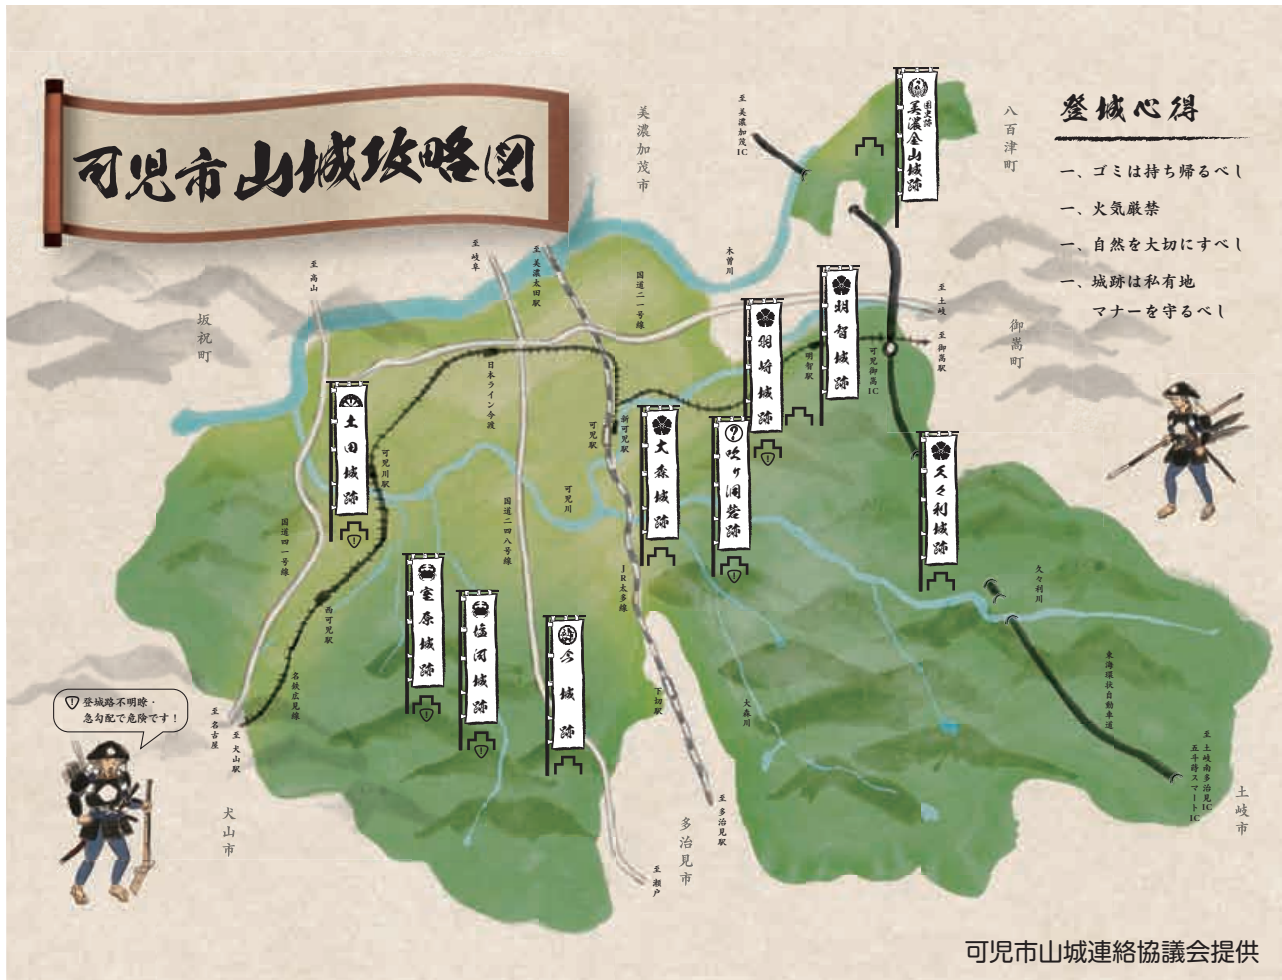 可児市山城攻略図
登城心得
一、ゴミは持ち帰るべし
一、火気厳禁
一、自然を大切にすべし
一、城跡は私有地
マナーを守るべし
国史跡
美濃金山城跡
至 美濃加茂IC
美濃加茂市
八百津町
木曽川
至 岐阜
至 美濃太田駅
国道二一号線
至 高山
坂祝町
明智城跡
羽崎城跡
明智駅
可児御嵩IC
至 土岐
至 御嵩駅
御嵩町
日本ライン今渡
土田城跡
可児川駅
可児駅
新可児駅
大森城跡
吹ヶ洞砦跡
久々利城跡
国道四一号線
国道二四八号線
可児川
JR太多線
久々利川
室原城跡
塩河城跡
今城跡
西可児駅
名鉄広見線
下切駅
大森川
東海環状自動車道
登城路不明瞭・
急勾配で危険です!
至 名古屋
至 犬山駅
犬山市
至 多治見駅
多治見市
至 瀬戸
至 土岐南多治見IC
五斗蒔スマートIC
土岐市
可児市山城連絡協議会提供